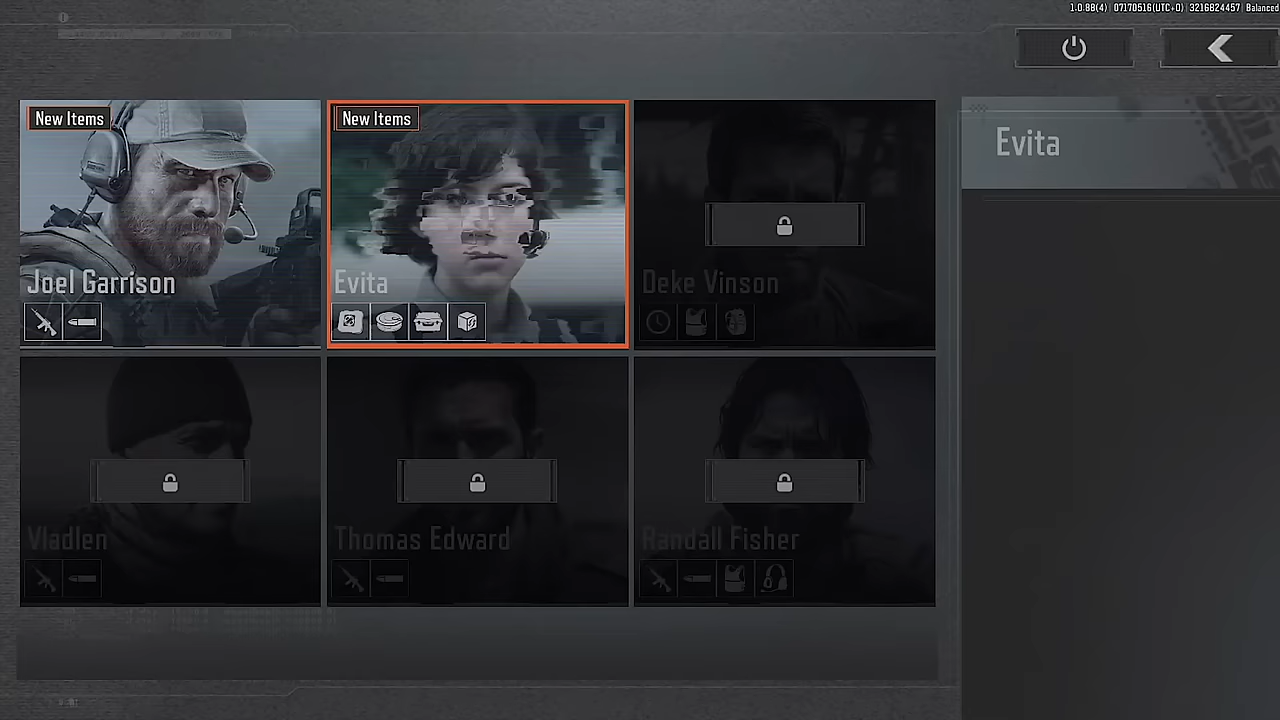 1.0.88(4) 07170516(UTC+0) 3216824457 Balanced
New Items
New Items
Evita
Joel Garrison
Evita
Deke Vinson
Vladlen
Thomas Edward
Randall Fisher